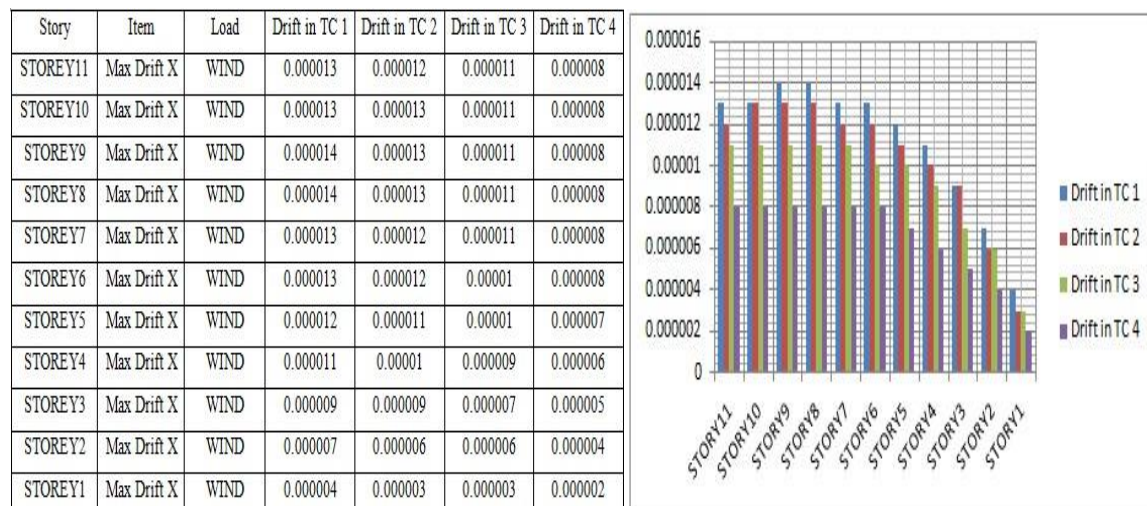 Story Item Load Drift in TC 1 Drift in TC 2 Drift in TC 3 Drift in TC 4
STOREY11 Max Drift X WIND 0.000013 0.000012 0.000011 0.000008
STOREY10 Max Drift X WIND 0.000013 0.000013 0.000011 0.000008
STOREY9 Max Drift X WIND 0.000014 0.000013 0.000011 0.000008
STOREY8 Max Drift X WIND 0.000014 0.000013 0.000011 0.000008
STOREY7 Max Drift X WIND 0.000013 0.000012 0.000011 0.000008
STOREY6 Max Drift X WIND 0.000013 0.000012 0.00001 0.000008
STOREY5 Max Drift X WIND 0.000012 0.000011 0.00001 0.000007
STOREY4 Max Drift X WIND 0.000011 0.00001 0.000009 0.000006
STOREY3 Max Drift X WIND 0.000009 0.000009 0.000007 0.000005
STOREY2 Max Drift X WIND 0.000007 0.000006 0.000006 0.000004
STOREY1 Max Drift X WIND 0.000004 0.000003 0.000003 0.000002
0.000016
0.000014
0.000012
0.00001
0.000008
0.000006
0.000004
0.000002
0
STORY11
STORY10
STORY9
STORY8
STORY7
STORY6
STORY5
STORY4
STORY3
STORY2
STORY1
Drift in TC 1
Drift in TC 2
Drift in TC 3
Drift in TC 4